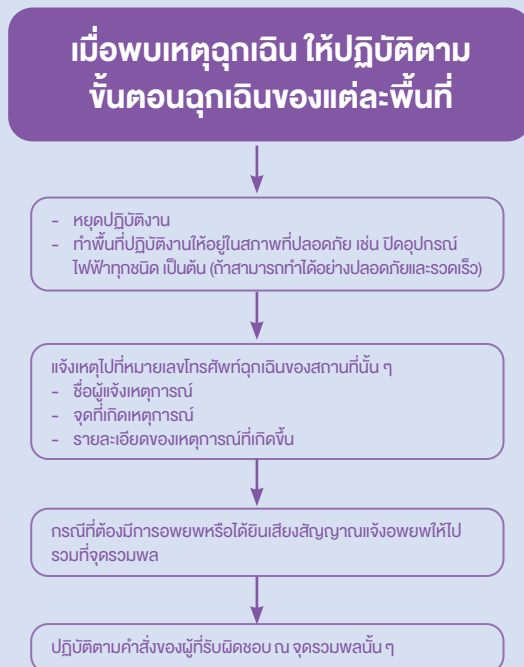 เมื่อพบเหตุฉุกเฉิน ให้ปฏิบัติตาม
ขั้นตอนฉุกเฉินของแต่ละพื้นที่
- หยุดปฏิบัติงาน
- ทำพื้นที่ปฏิบัติงานให้อยู่ในสภาพที่ปลอดภัย เช่น ปิดอุปกรณ์
ไฟฟ้าทุกชนิด เป็นต้น (ถ้าสามารถทำได้อย่างปลอดภัยและรวดเร็ว)
แจ้งเหตุไปที่หมายเลขโทรศัพท์ฉุกเฉินของสถานที่นั้น ๆ
- ชื่อผู้แจ้งเหตุการณ์
- จุดที่เกิดเหตุการณ์
- รายละเอียดของเหตุการณ์ที่เกิดขึ้น
กรณีที่ต้องมีการอพยพหรือได้ยินเสียงสัญญาณแจ้งอพยพให้ไป
รวมที่จุดรวมพล
ปฏิบัติตามคำสั่งของผู้ที่รับผิดชอบ ณ จุดรวมพลนั้น ๆ